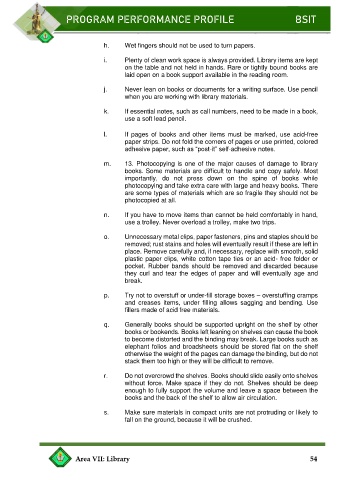 PROGRAM PERFORMANCE PROFILE BSIT
h. Wet fingers should not be used to turn papers.
i. Plenty of clean work space is always provided. Library items are kept
on the table and not held in hands. Rare or tightly bound books are
laid open on a book support available in the reading room.
j. Never lean on books or documents for a writing surface. Use pencil
when you are working with library materials.
k. If essential notes, such as call numbers, need to be made in a book,
use a soft lead pencil.
l. If pages of books and other items must be marked, use acid-free
paper strips. Do not fold the corners of pages or use printed, colored
adhesive paper, such as "post-it" self adhesive notes.
m. 13. Photocopying is one of the major causes of damage to library
books. Some materials are difficult to handle and copy safely. Most
importantly, do not press down on the spine of books while
photocopying and take extra care with large and heavy books. There
are some types of materials which are so fragile they should not be
photocopied at all.
n. If you have to move items than cannot be held comfortably in hand,
use a trolley. Never overload a trolley, make two trips.
o. Unnecessary metal clips, paper fasteners, pins and staples should be
removed; rust stains and holes will eventually result if these are left in
place. Remove carefully and, if necessary, replace with smooth, solid
plastic paper clips, white cotton tape ties or an acid- free folder or
pocket. Rubber bands should be removed and discarded because
they curl and tear the edges of paper and will eventually age and
break.
p. Try not to overstuff or under-fill storage boxes – overstuffing cramps
and creases items, under filling allows sagging and bending. Use
fillers made of acid free materials.
q. Generally books should be supported upright on the shelf by other
books or bookends. Books left leaning on shelves can cause the book
to become distorted and the binding may break. Large books such as
elephant folios and broadsheets should be stored flat on the shelf
otherwise the weight of the pages can damage the binding, but do not
stack them too high or they will be difficult to remove.
r. Do not overcrowd the shelves. Books should slide easily onto shelves
without force. Make space if they do not. Shelves should be deep
enough to fully support the volume and leave a space between the
books and the back of the shelf to allow air circulation.
s. Make sure materials in compact units are not protruding or likely to
fall on the ground, because it will be crushed.
Area VII: Library 54